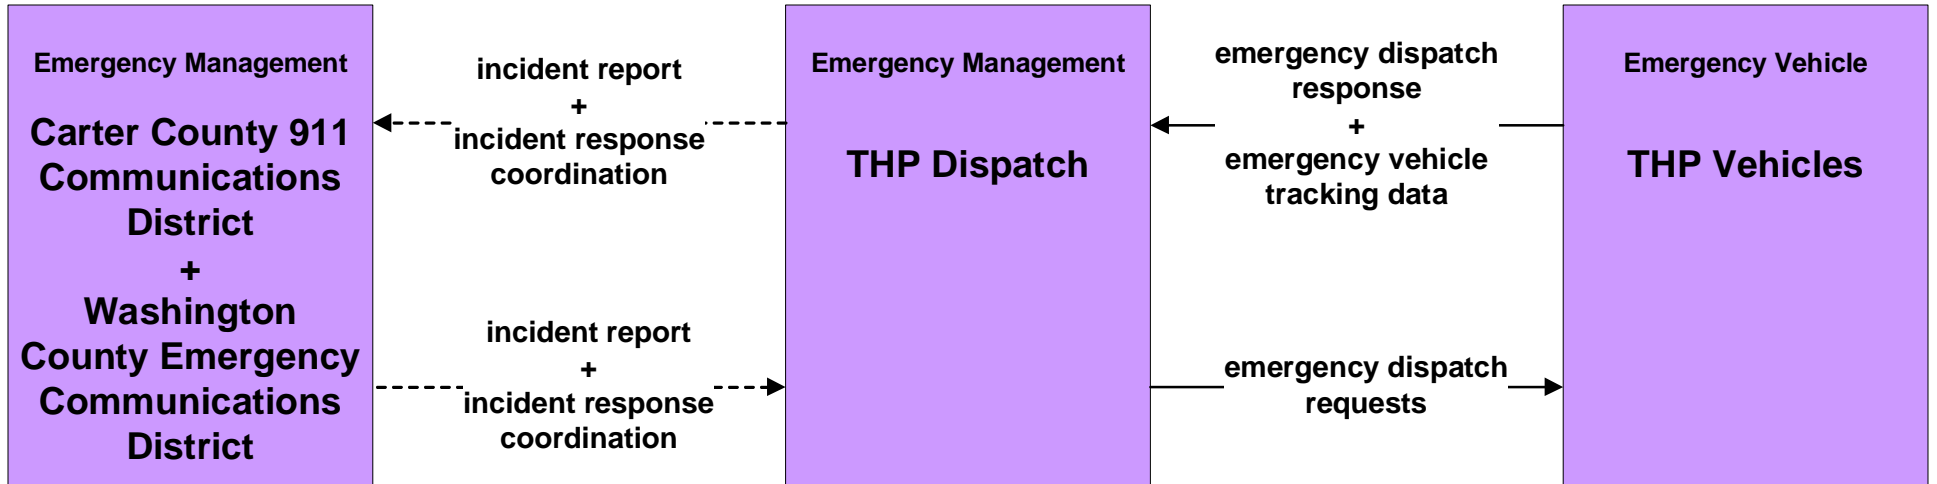 Emergency Management
Carter County 911
Communications
District
+
Washington
County Emergency
Communications
District
incident report
+
incident response
coordination
incident report
+
incident response
coordination
Emergency Management
THP Dispatch
emergency dispatch
response
+
emergency vehicle
tracking data
emergency dispatch
requests
Emergency Vehicle
THP Vehicles